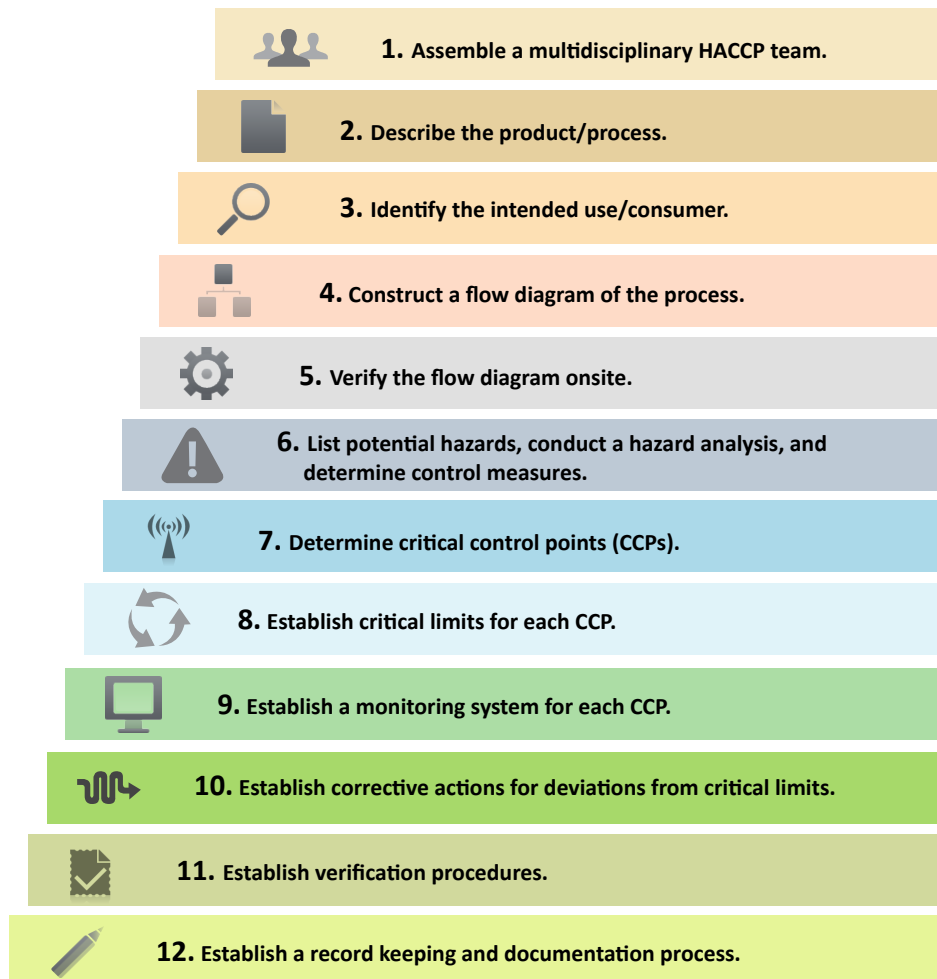 1. Assemble a multidisciplinary HACCP team.
2. Describe the product/process.
3. Identify the intended use/consumer.
4. Construct a flow diagram of the process.
5. Verify the flow diagram onsite.
6. List potential hazards, conduct a hazard analysis, and
determine control measures.
7. Determine critical control points (CCPs).
8. Establish critical limits for each CCP.
9. Establish a monitoring system for each CCP.
10. Establish corrective actions for deviations from critical limits.
11. Establish verification procedures.
12. Establish a record keeping and documentation process.